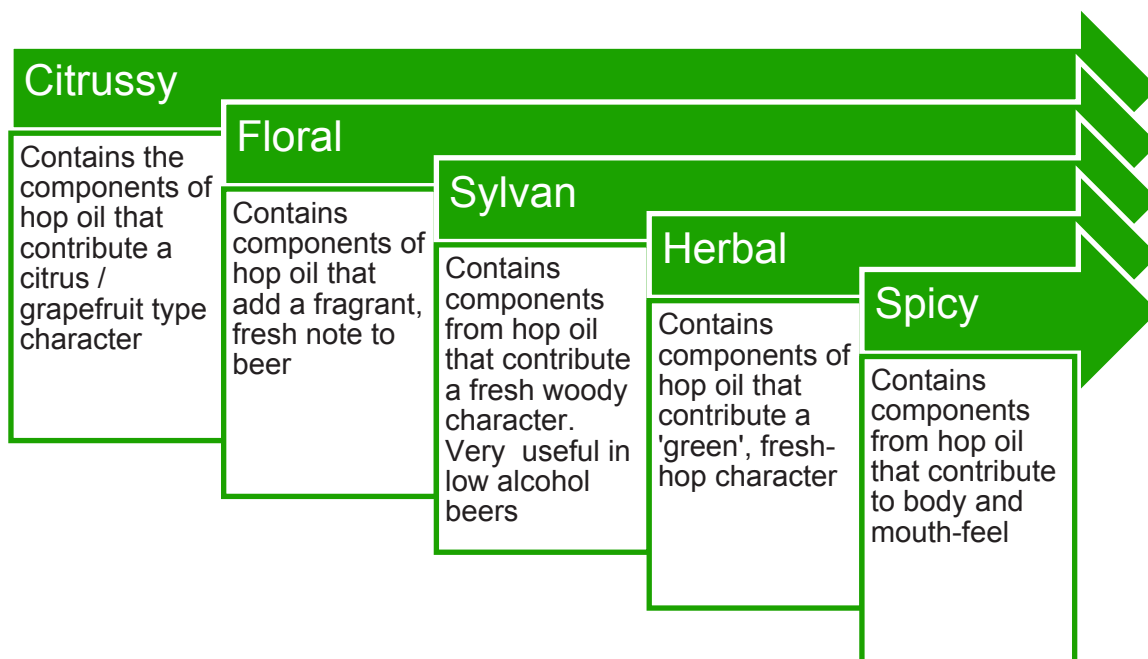 Citrussy
Contains the
components of
hop oil that
contribute a
citrus /
grapefruit type
character
Floral
Contains
components of
hop oil that
add a fragrant,
fresh note to
beer
Sylvan
Contains
components
from hop oil
that contribute
a fresh woody
character.
Very  useful in
low alcohol
beers
Herbal
Contains
components of
hop oil that
contribute a
'green', fresh-
hop character
Spicy
Contains
components
from hop oil
that contribute
to body and
mouth-feel